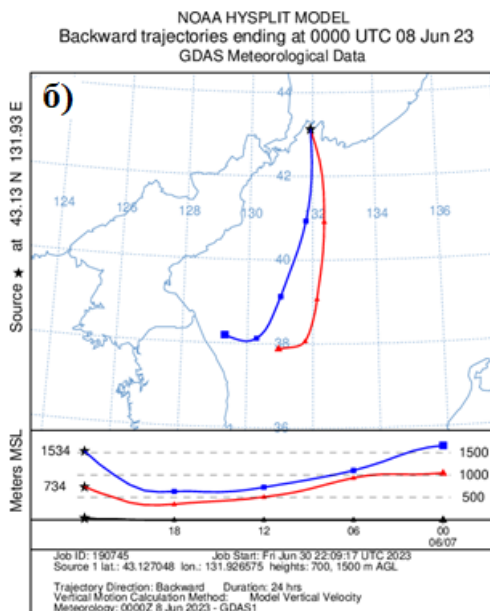 NOAA HYSPLIT MODEL
Backward trajectories ending at 0000 UTC 08 Jun 23
GDAS Meteorological Data
б)
Source ★ at 43.13 N 131.93 E
44
124
126
128
130
132
134
136
42
40
38
36
Meters MSL
1534
734
1500
1000
500
18
12
06
00
06/07
Job ID: 190745 Job Start: Fri Jun 30 22:09:17 UTC 2023
Source 1 lat.: 43.127048 lon.: 131.926575 heights: 700, 1500 m AGL
Trajectory Direction: Backward Duration: 24 hrs
Vertical Motion Calculation Method: Model Vertical Velocity
Meteorology: 0000Z 8 Jun 2023 - GDAS1